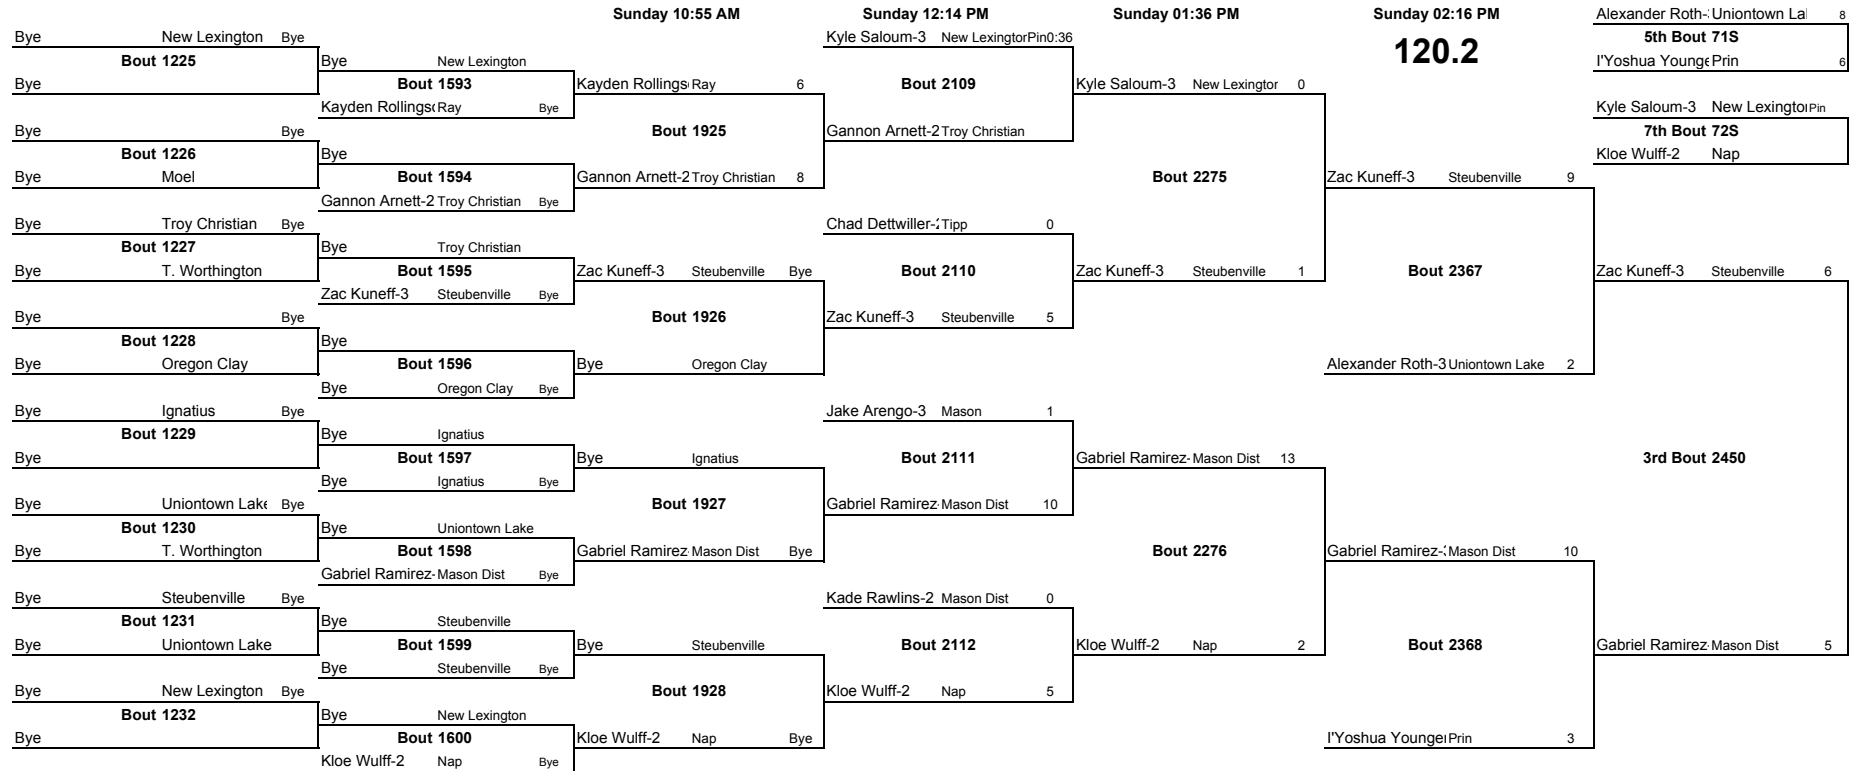 Sunday 10:55 AM Sunday 12:14 PM Sunday 01:36 PM Sunday 02:16 PM Alexander Roth- Uniontown La 8
Bye New Lexington Bye Kyle Saloum-3 New Lexington Pin0:36 5th Bout 71S
Bout 1225 Bye New Lexington 120.2 I'Yoshua Younge Prin 6
Bye Bout 1593 Kayden Rollings Ray 6 Bout 2109 Kyle Saloum-3 New Lexington 0
Kayden Rollings Ray Bye Kyle Saloum-3 New Lexington Pin
Bye Bye Bout 1925 Gannon Arnett-2 Troy Christian 7th Bout 72S
Bout 1226 Bye Kloe Wulff-2 Nap
Bye Moel Bout 1594 Gannon Arnett-2 Troy Christian 8 Bout 2275 Zac Kuneff-3 Steubenville 9
Gannon Arnett-2 Troy Christian Bye
Bye Troy Christian Bye Chad Dettwiller- Tipp 0
Bout 1227 Bye Troy Christian
Bye T. Worthington Bout 1595 Zac Kuneff-3 Steubenville Bye Bout 2110 Zac Kuneff-3 Steubenville 1 Bout 2367 Zac Kuneff-3 Steubenville 6
Zac Kuneff-3 Steubenville Bye
Bye Bye Bout 1926 Zac Kuneff-3 Steubenville 5
Bout 1228 Bye
Bye Oregon Clay Bout 1596 Bye Oregon Clay Alexander Roth-3 Uniontown Lake 2
Bye Oregon Clay Bye
Bye Ignatius Bye Jake Arengo-3 Mason 1
Bout 1229 Bye Ignatius
Bye Bout 1597 Bye Ignatius Bout 2111 Gabriel Ramirez- Mason Dist 13 3rd Bout 2450
Bye Ignatius Bye
Bye Uniontown Lake Bye Bout 1927 Gabriel Ramirez- Mason Dist 10
Bout 1230 Bye Uniontown Lake
Bye T. Worthington Bout 1598 Gabriel Ramirez Mason Dist Bye Bout 2276 Gabriel Ramirez- Mason Dist 10
Gabriel Ramirez- Mason Dist Bye
Bye Steubenville Bye Kade Rawlins-2 Mason Dist 0
Bout 1231 Bye Steubenville
Bye Uniontown Lake Bout 1599 Bye Steubenville Bout 2112 Kloe Wulff-2 Nap 2 Bout 2368 Gabriel Ramirez Mason Dist 5
Bye Steubenville Bye
Bye New Lexington Bye Bout 1928 Kloe Wulff-2 Nap 5
Bout 1232 Bye New Lexington
Bye Bout 1600 Kloe Wulff-2 Nap Bye I'Yoshua Younge Prin 3
Kloe Wulff-2 Nap Bye